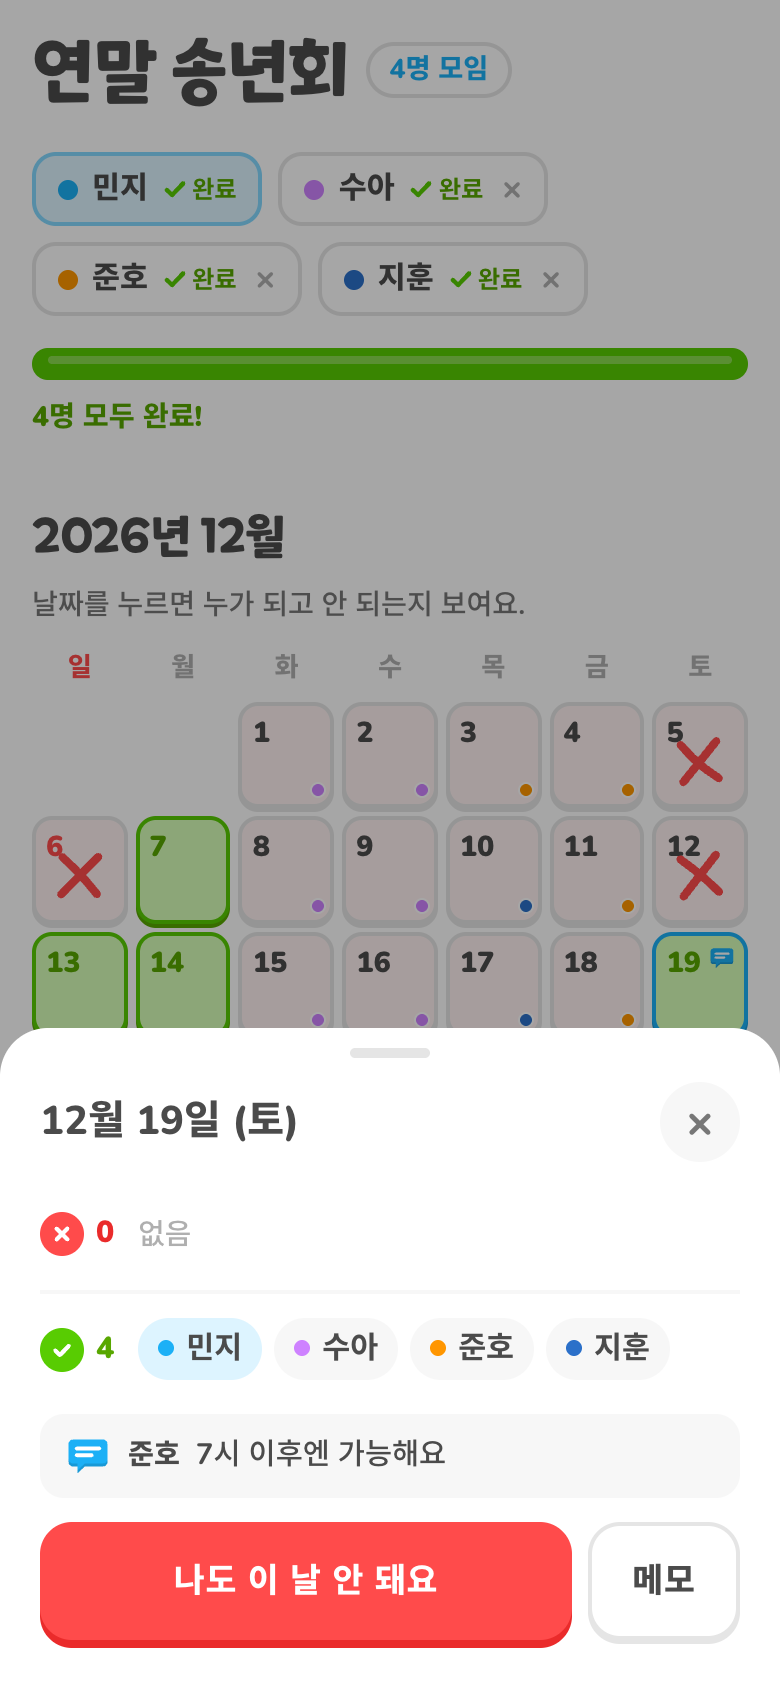 연말 송년회 4명 모임
민지 완료 수아 완료
준호 완료 지훈 완료
4명 모두 완료!
2026년 12월
날짜를 누르면 누가 되고 안 되는지 보여요.
일 월 화 수 목 금 토
1 2 3 4 5
6 7 8 9 10 11 12
13 14 15 16 17 18 19
12월 19일 (토)
0 없음
4 민지 수아 준호 지훈
준호 7시 이후엔 가능해요
나도 이 날 안 돼요 메모